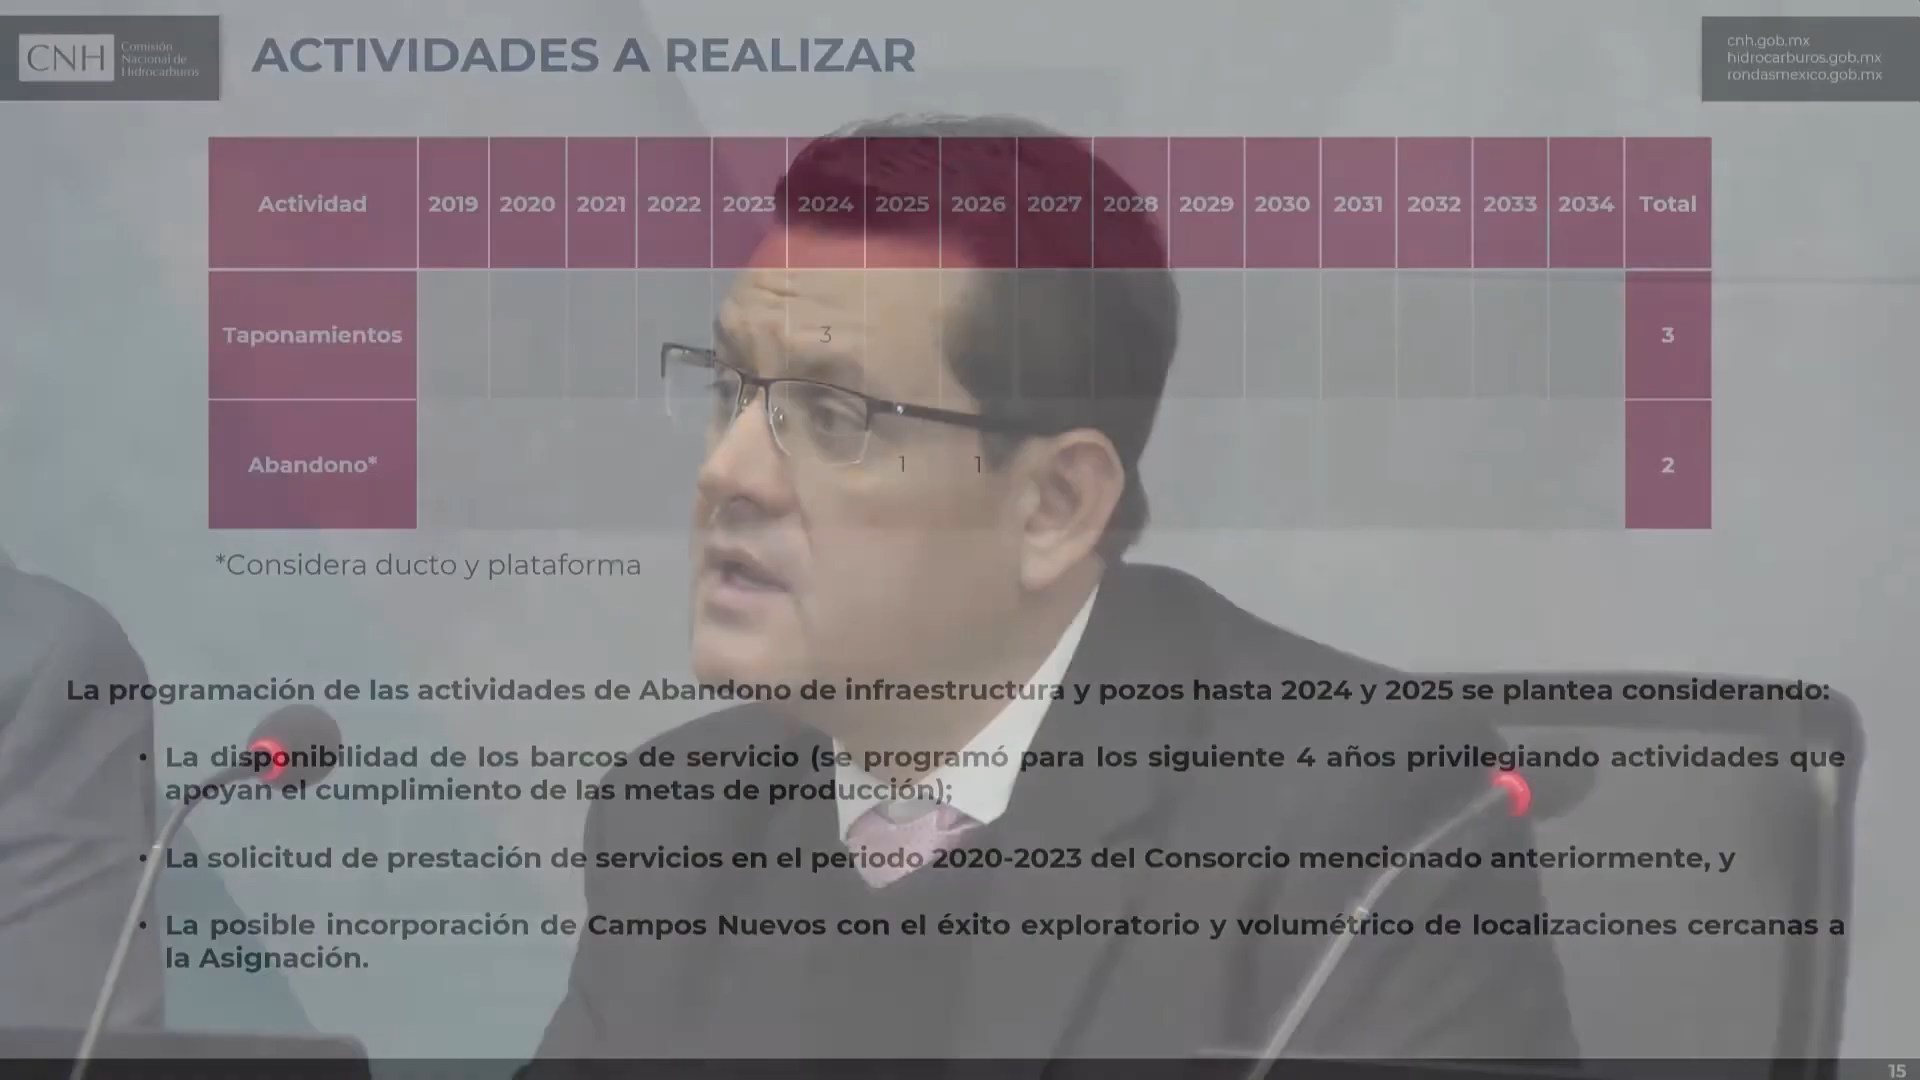 CNH
Comisión
Nacional de
Hidrocarburos
ACTIVIDADES A REALIZAR
cnh.gob.mx
hidrocarburos.gob.mx
rondasmexico.gob.mx
Actividad 2019 2020 2021 2022 2023 2024 2025 2026 2027 2028 2029 2030 2031 2032 2033 2034 Total
Taponamientos 3 3
Abandono* 1 1 2
*Considera ducto y plataforma
La programación de las actividades de Abandono de infraestructura y pozos hasta 2024 y 2025 se plantea considerando:
• La disponibilidad de los barcos de servicio (se programó para los siguiente 4 años privilegiando actividades que
apoyan el cumplimiento de las metas de producción);
• La solicitud de prestación de servicios en el periodo 2020-2023 del Consorcio mencionado anteriormente, y
• La posible incorporación de Campos Nuevos con el éxito exploratorio y volumétrico de localizaciones cercanas a
la Asignación.
15